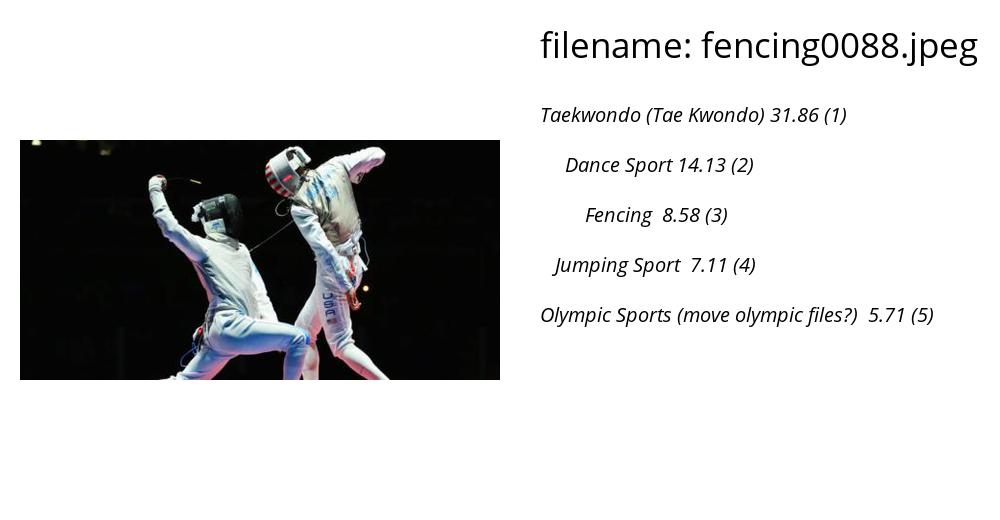 filename: fencing0088.jpeg
Taekwondo (Tae Kwondo) 31.86 (1)
Dance Sport 14.13 (2)
Fencing  8.58 (3)
Jumping Sport  7.11 (4)
Olympic Sports (move olympic files?)  5.71 (5)
USA